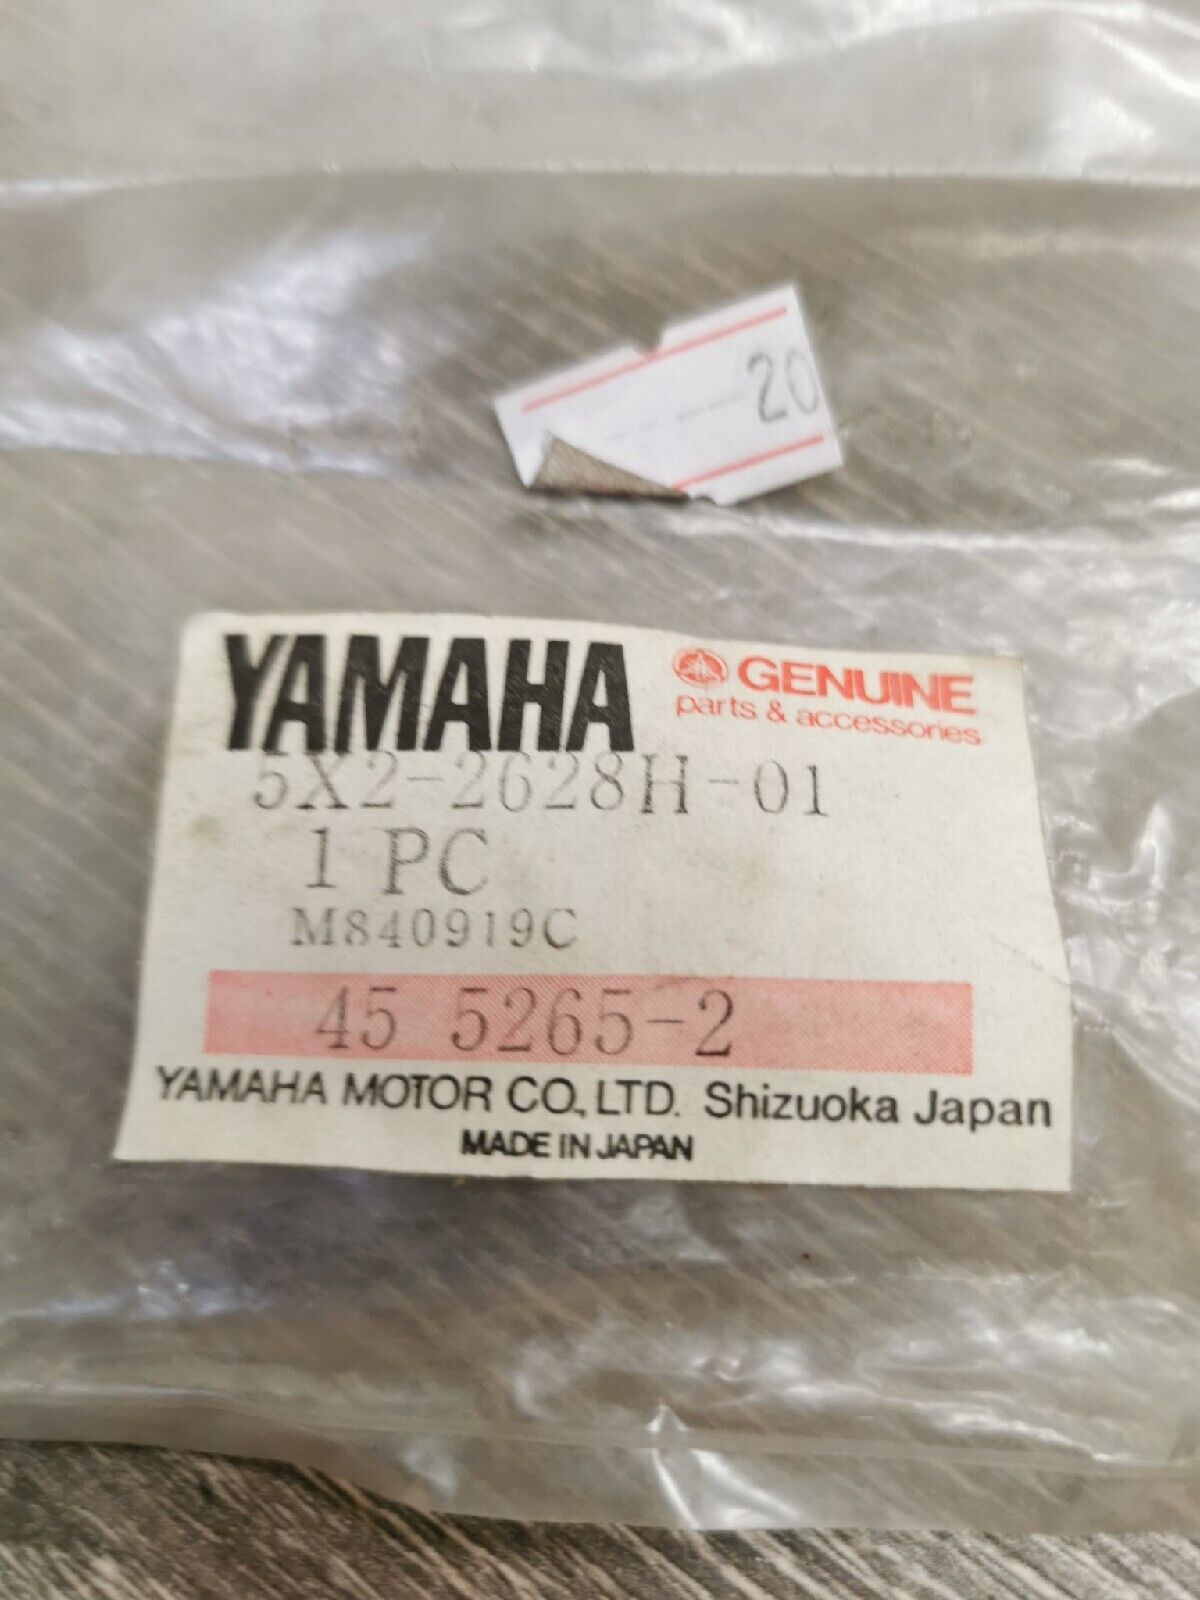 20
YAMAHA GENUINE
parts & accessories
5X2-2628H-01
1 PC
M840919C
45 5265-2
YAMAHA MOTOR CO., LTD. Shizuoka Japan
MADE IN JAPAN